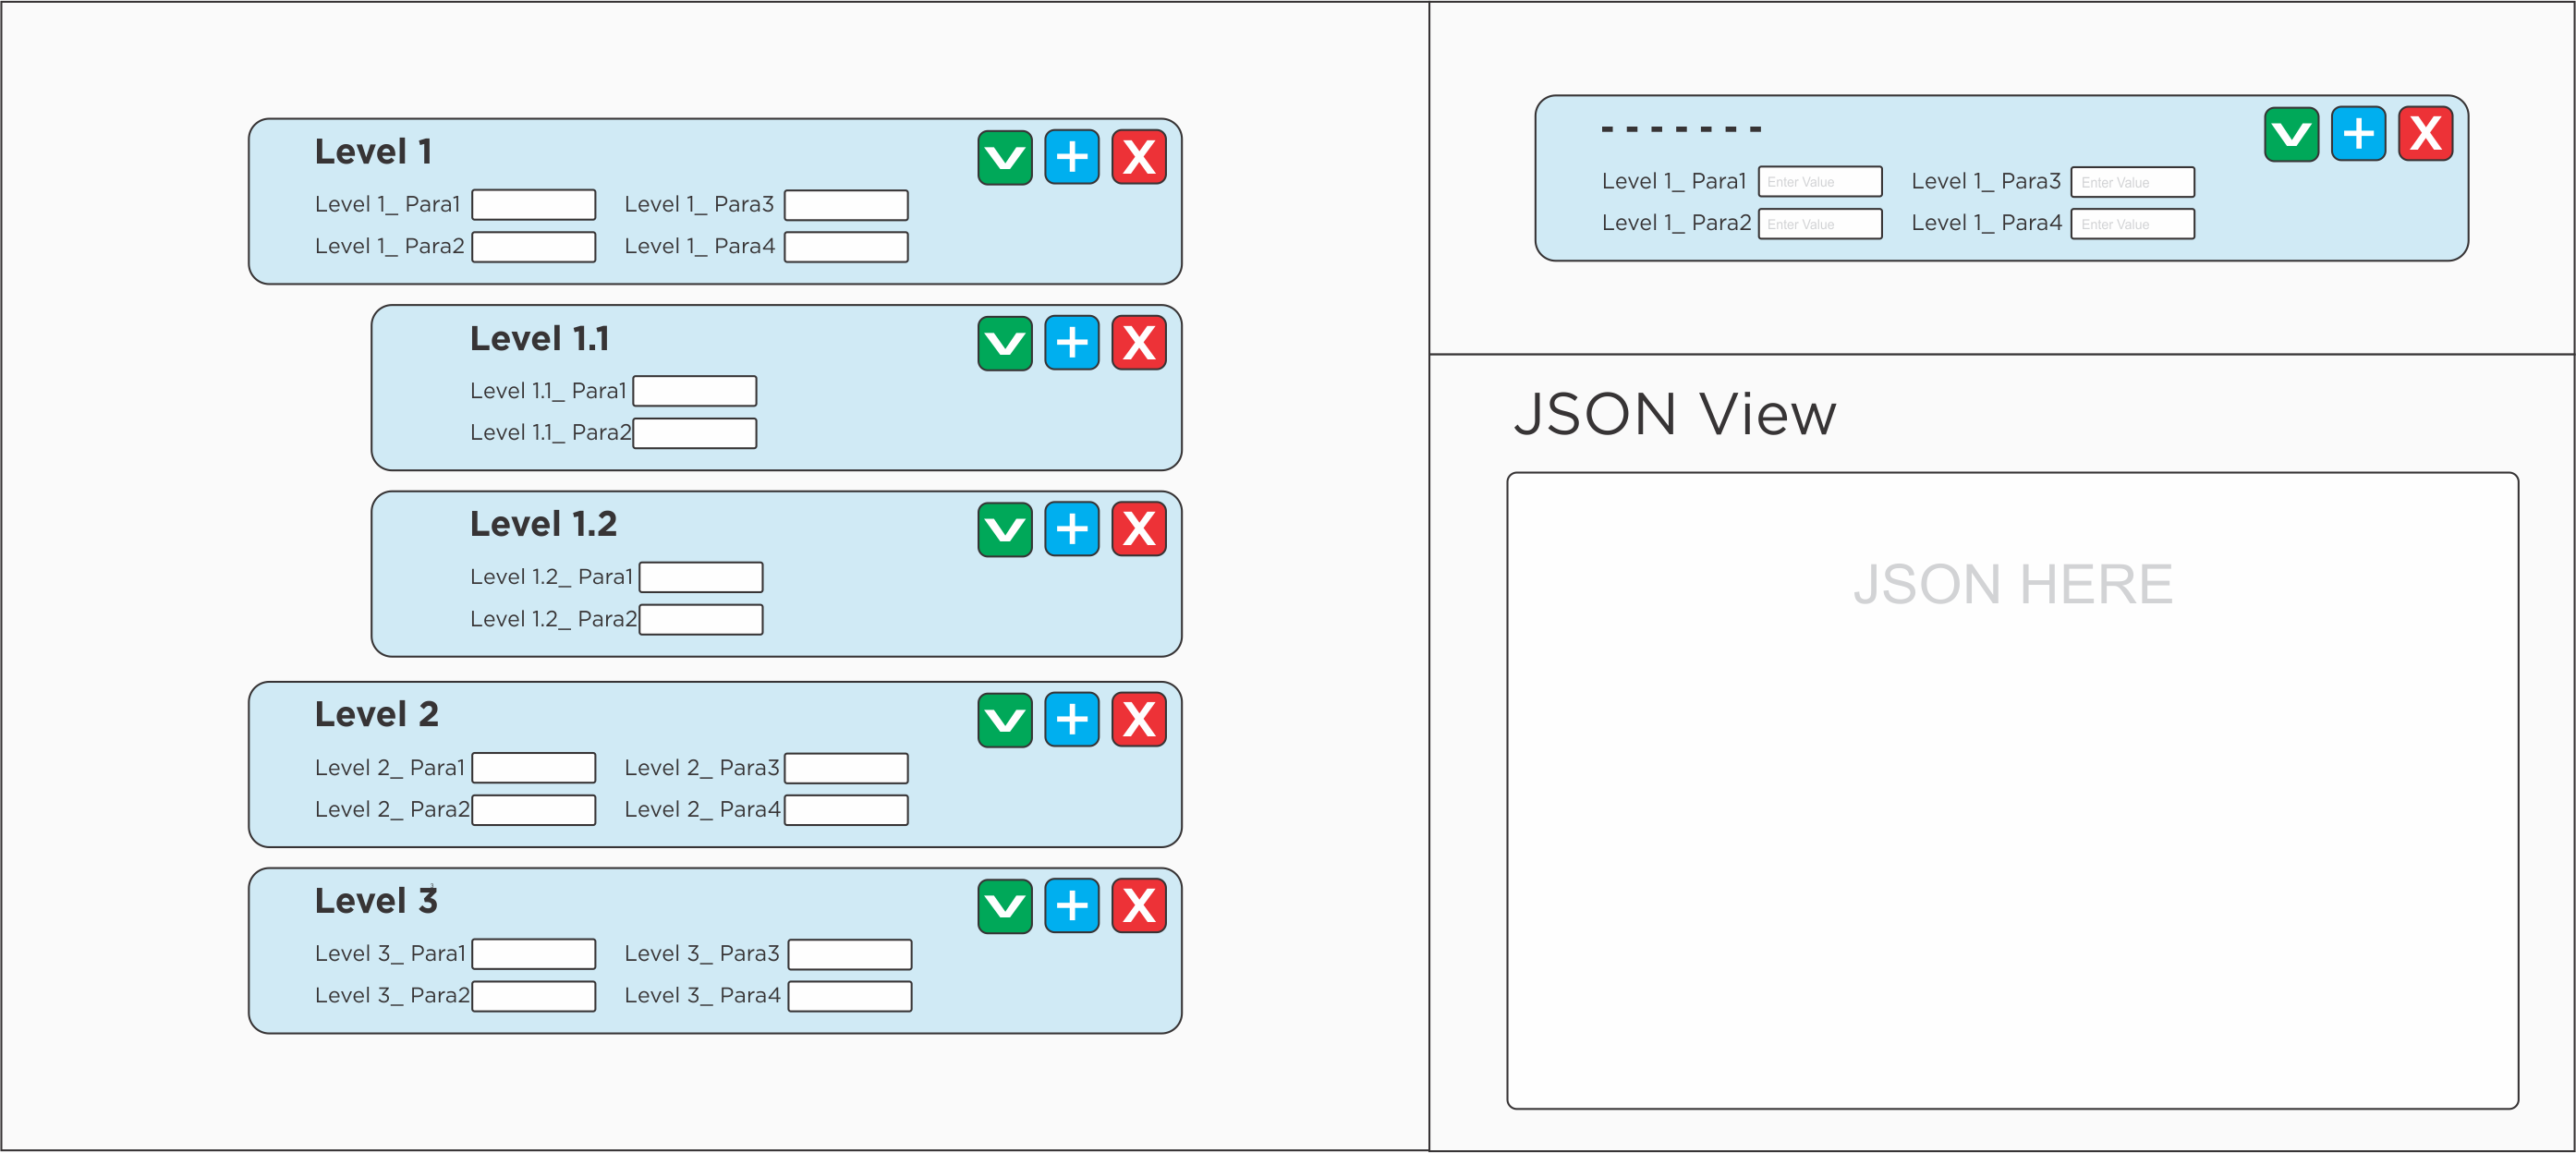 Level 1
V + X
Level 1_ Para1
Level 1_ Para3
Level 1_ Para2
Level 1_ Para4
Level 1.1
V + X
Level 1.1_ Para1
Level 1.1_ Para2
Level 1.2
V + X
Level 1.2_ Para1
Level 1.2_ Para2
Level 2
V + X
Level 2_ Para1
Level 2_ Para3
Level 2_ Para2
Level 2_ Para4
Level 3
V + X
Level 3_ Para1
Level 3_ Para3
Level 3_ Para2
Level 3_ Para4
- - - - - - -
V + X
Level 1_ Para1 Enter Value
Level 1_ Para3 Enter Value
Level 1_ Para2 Enter Value
Level 1_ Para4 Enter Value
JSON View
JSON HERE